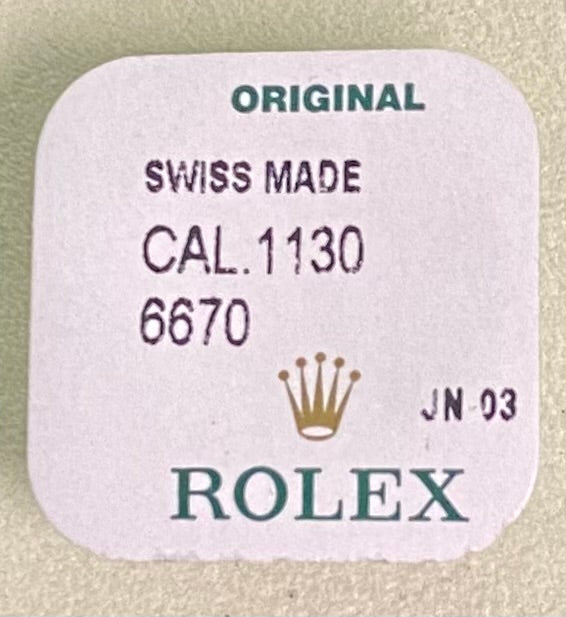 ORIGINAL
SWISS MADE
CAL.1130
6670
JN 03
ROLEX